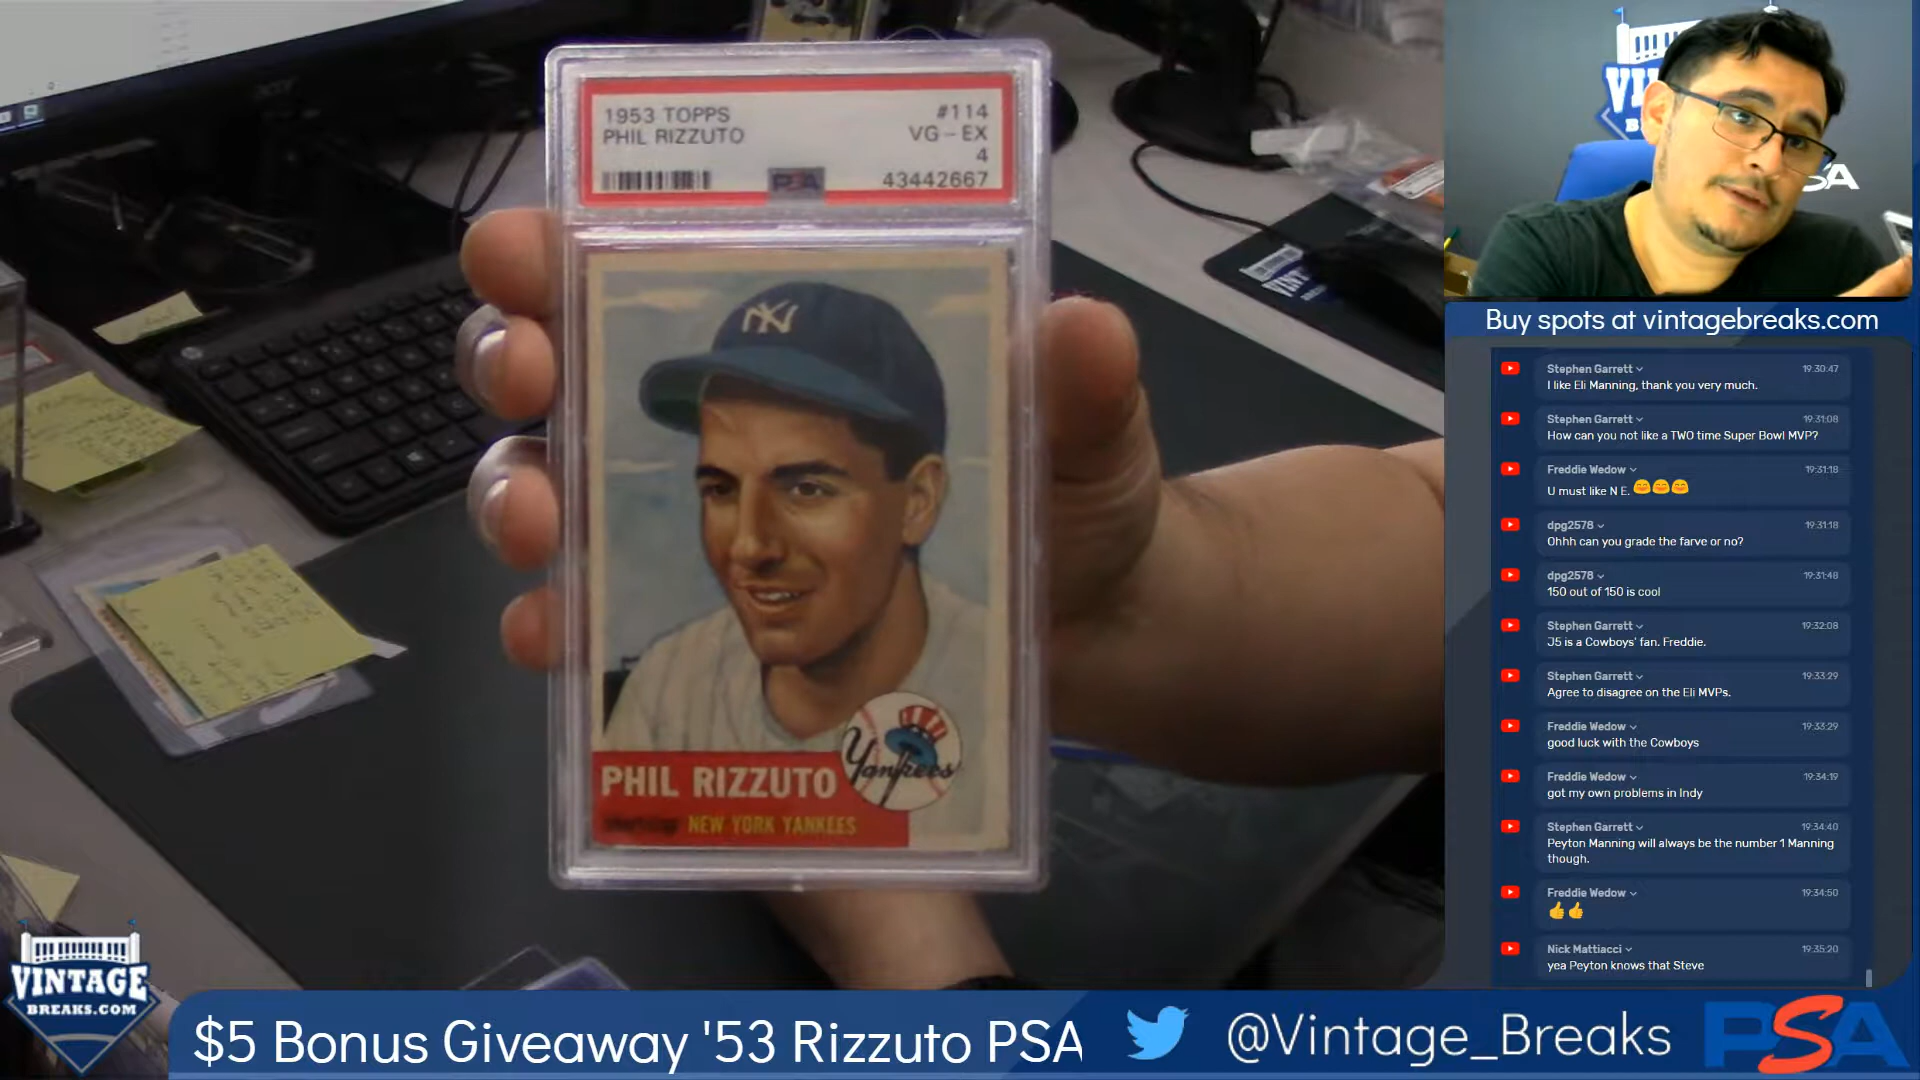 1953 TOPPS #114
PHIL RIZZUTO VG-EX
4
PSA 43442667
NY
Yankees
PHIL RIZZUTO
NEW YORK YANKEES
Buy spots at vintagebreaks.com
Stephen Garrett 19:30:47
I like Eli Manning, thank you very much.
Stephen Garrett 19:31:08
How can you not like a TWO time Super Bowl MVP?
Freddie Wedow 19:31:18
U must like N E. 😄😄😄
dpg2578 19:31:18
Ohhh can you grade the farve or no?
dpg2578 19:31:48
150 out of 150 is cool
Stephen Garrett 19:32:08
J5 is a Cowboys' fan. Freddie.
Stephen Garrett 19:33:29
Agree to disagree on the Eli MVPs.
Freddie Wedow 19:33:29
good luck with the Cowboys
Freddie Wedow 19:34:19
got my own problems in Indy
Stephen Garrett 19:34:40
Peyton Manning will always be the number 1 Manning
though.
Freddie Wedow 19:34:50
👍👍
Nick Mattiacci 19:35:20
yea Peyton knows that Steve
VINTAGE
BREAKS.COM
$5 Bonus Giveaway '53 Rizzuto PSA
@Vintage_Breaks
PSA